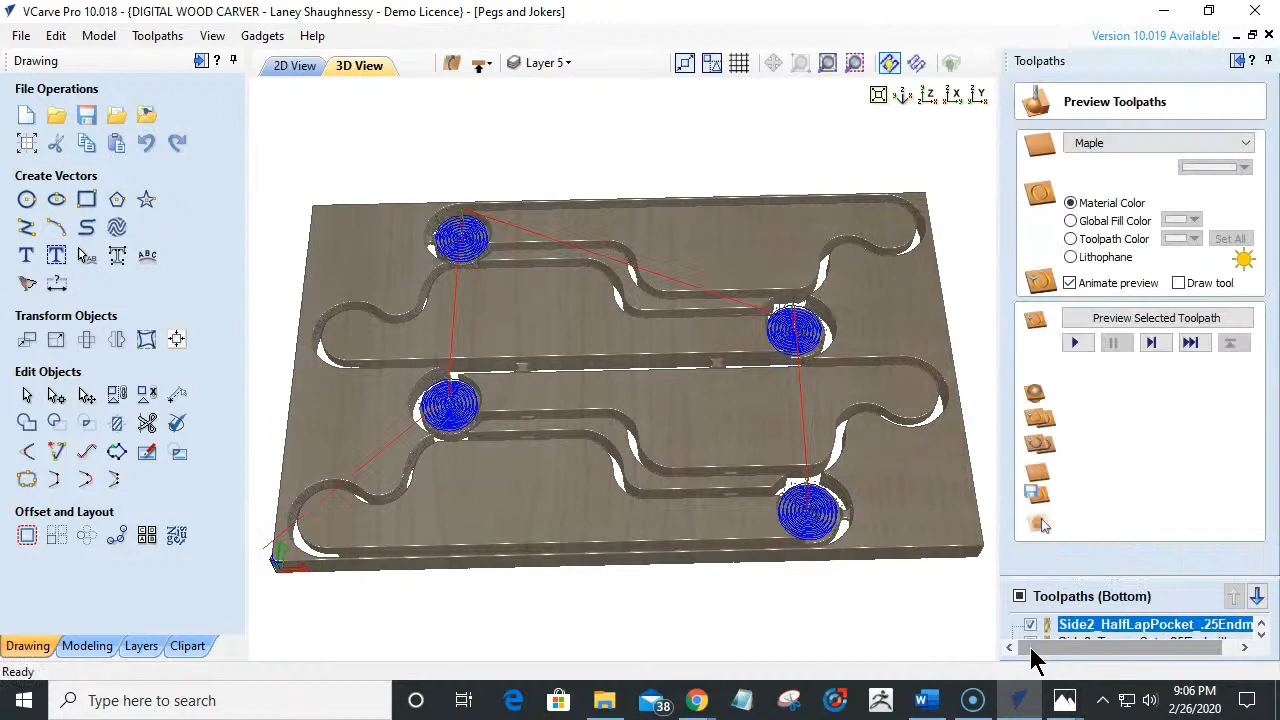 VCarve Pro 10.018 - {DIGITAL WOOD CARVER - Laney Shaughnessy - Demo Licence} - [Pegs and Jokers]
File Edit Model Toolpaths View Gadgets Help
Version 10.019 Available!
Drawing
2D View 3D View
Layer 5
Z X Y
File Operations
Create Vectors
Transform Objects
Edit Objects
Offset and Layout
Drawing Modeling Layers Clipart
Toolpaths
Preview Toolpaths
Maple
Material Color
Global Fill Color
Toolpath Color Set All
Lithophane
Animate preview Draw tool
Preview Selected Toolpath
Toolpaths (Bottom)
Side2_HalfLapPocket_.25Endm
Ready
Type here to search
38
9:06 PM
2/26/2020